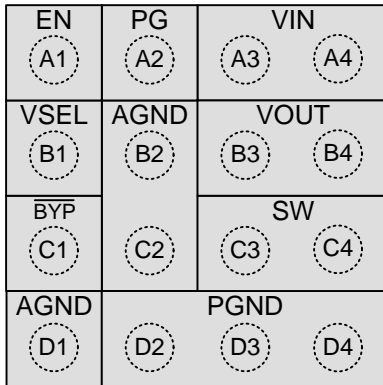 EN PG VIN
A1 A2 A3 A4
VSEL AGND VOUT
B1 B2 B3 B4
BYP SW
C1 C2 C3 C4
AGND PGND
D1 D2 D3 D4